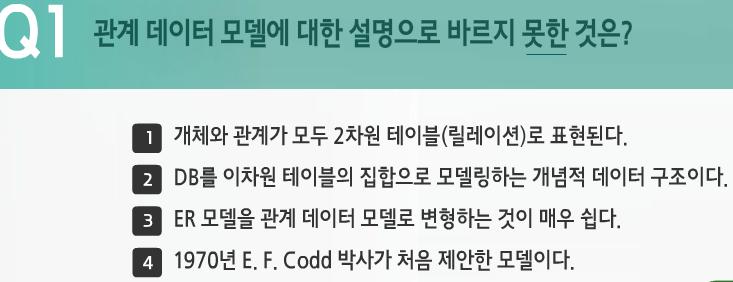 Q1 관계 데이터 모델에 대한 설명으로 바르지 못한 것은?
1 개체와 관계가 모두 2차원 테이블(릴레이션)로 표현된다.
2 DB를 이차원 테이블의 집합으로 모델링하는 개념적 데이터 구조이다.
3 ER 모델을 관계 데이터 모델로 변형하는 것이 매우 쉽다.
4 1970년 E. F. Codd 박사가 처음 제안한 모델이다.